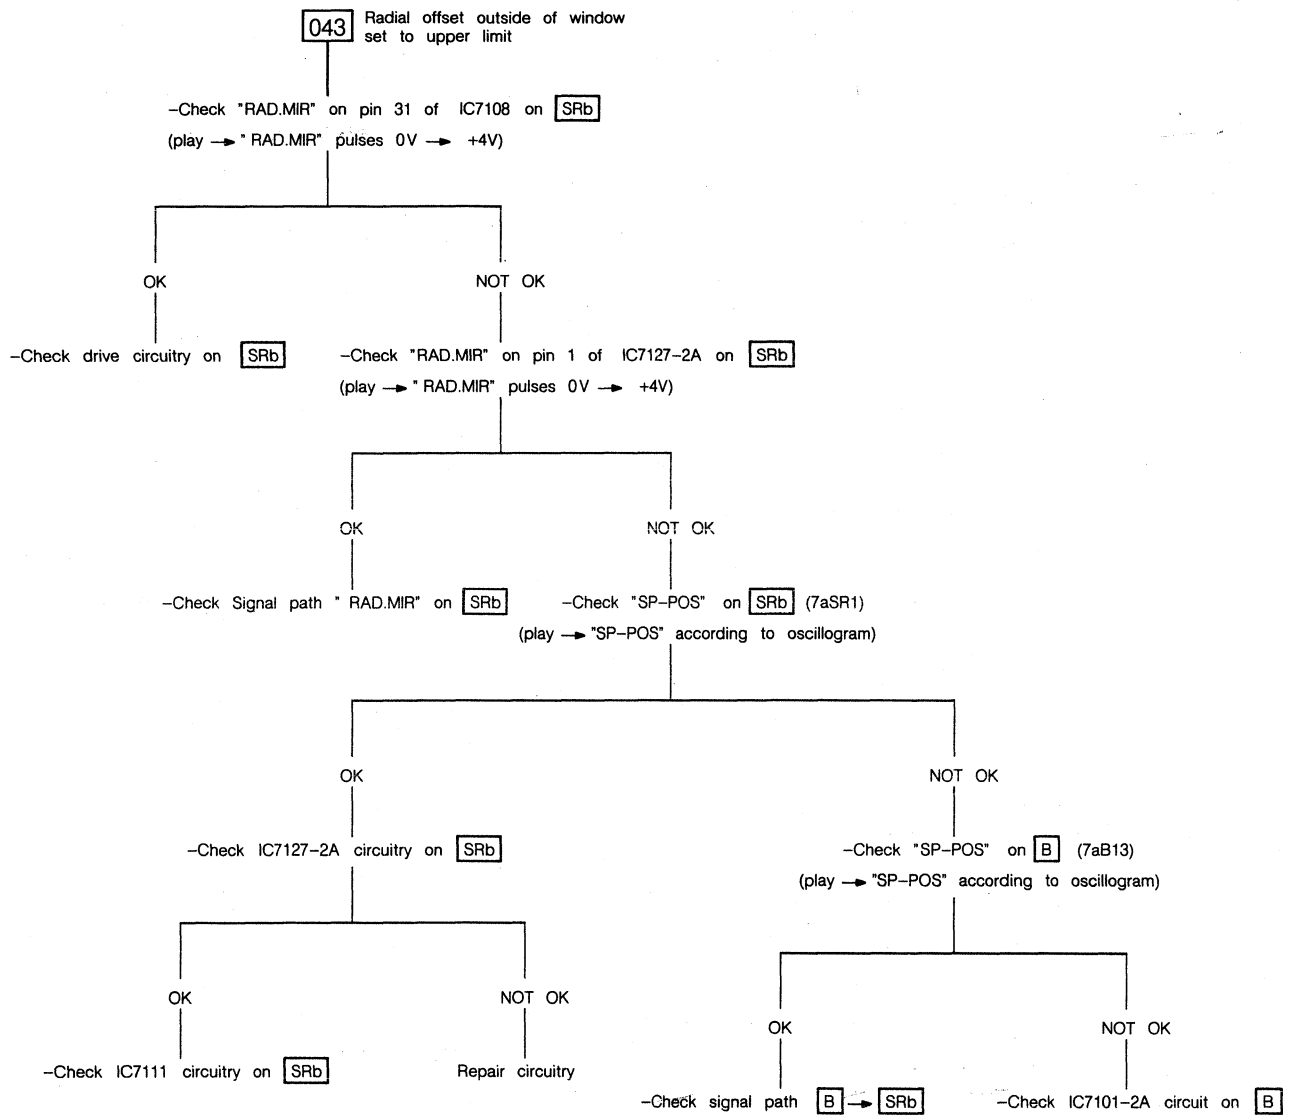 043 Radial offset outside of window
set to upper limit
–Check "RAD.MIR" on pin 31 of IC7108 on SRb
(play → " RAD.MIR" pulses 0V → +4V)
OK
NOT OK
–Check drive circuitry on SRb
–Check "RAD.MIR" on pin 1 of IC7127-2A on SRb
(play → " RAD.MIR" pulses 0V → +4V)
OK
NOT OK
–Check Signal path " RAD.MIR" on SRb
–Check "SP–POS" on SRb (7aSR1)
(play → "SP–POS" according to oscillogram)
OK
NOT OK
–Check IC7127-2A circuitry on SRb
–Check "SP–POS" on B (7aB13)
(play → "SP–POS" according to oscillogram)
OK
NOT OK
OK
NOT OK
–Check IC7111 circuitry on SRb
Repair circuitry
–Check signal path B → SRb
–Check IC7101-2A circuit on B